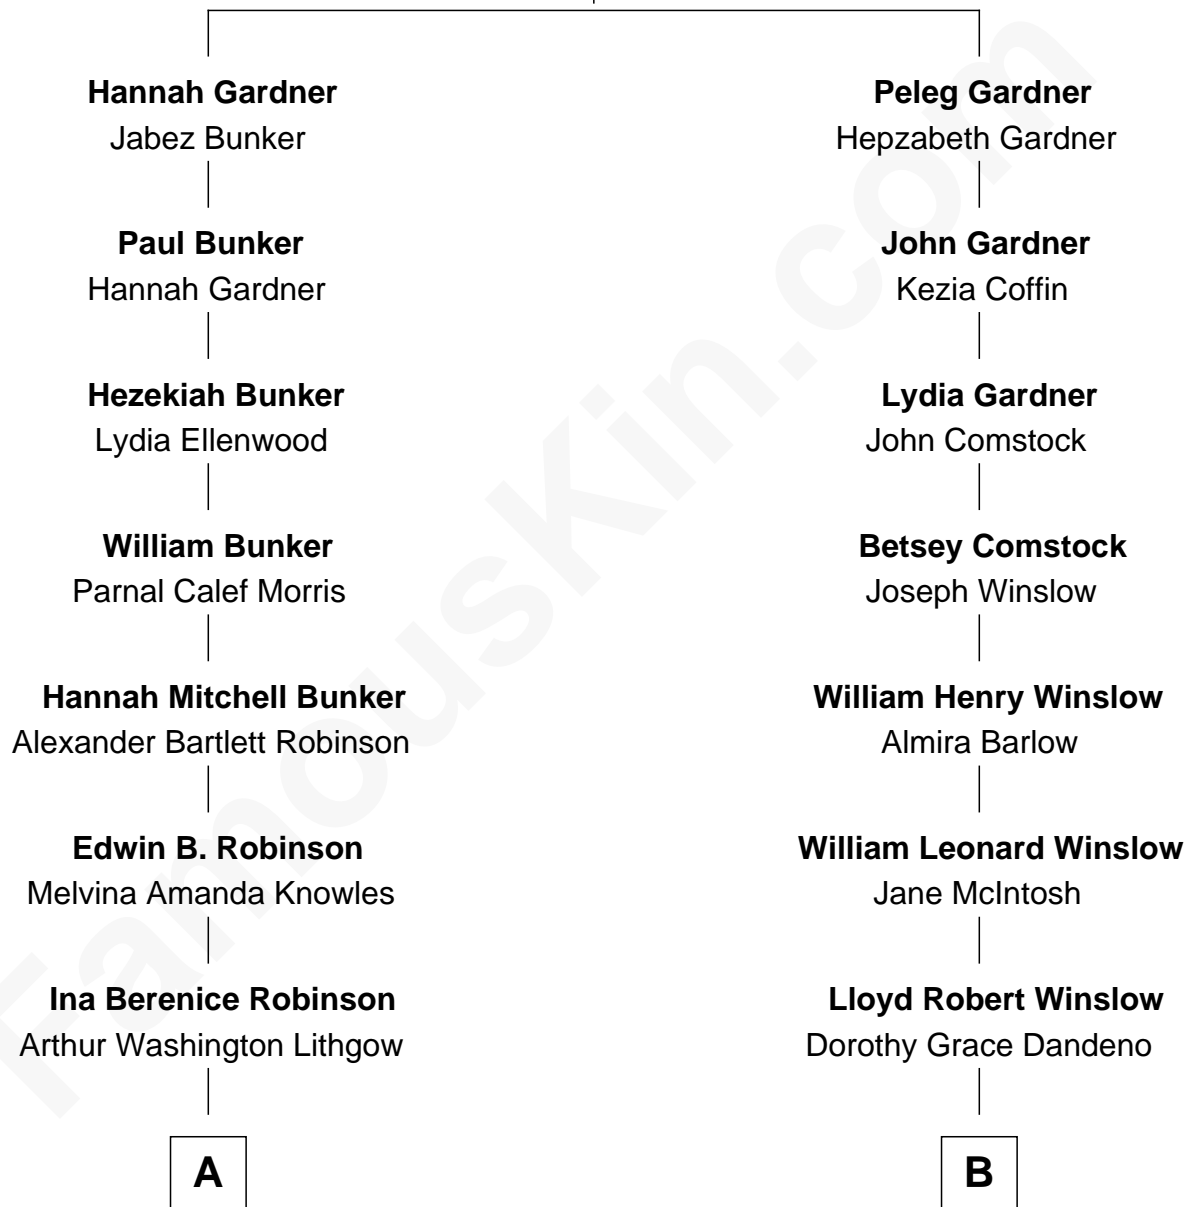 Hannah Gardner
Jabez Bunker
Peleg Gardner
Hepzabeth Gardner
Paul Bunker
Hannah Gardner
John Gardner
Kezia Coffin
Hezekiah Bunker
Lydia Ellenwood
Lydia Gardner
John Comstock
William Bunker
Parnal Calef Morris
Betsey Comstock
Joseph Winslow
Hannah Mitchell Bunker
Alexander Bartlett Robinson
William Henry Winslow
Almira Barlow
Edwin B. Robinson
Melvina Amanda Knowles
William Leonard Winslow
Jane McIntosh
Ina Berenice Robinson
Arthur Washington Lithgow
Lloyd Robert Winslow
Dorothy Grace Dandeno
A
B
FamousKin.com